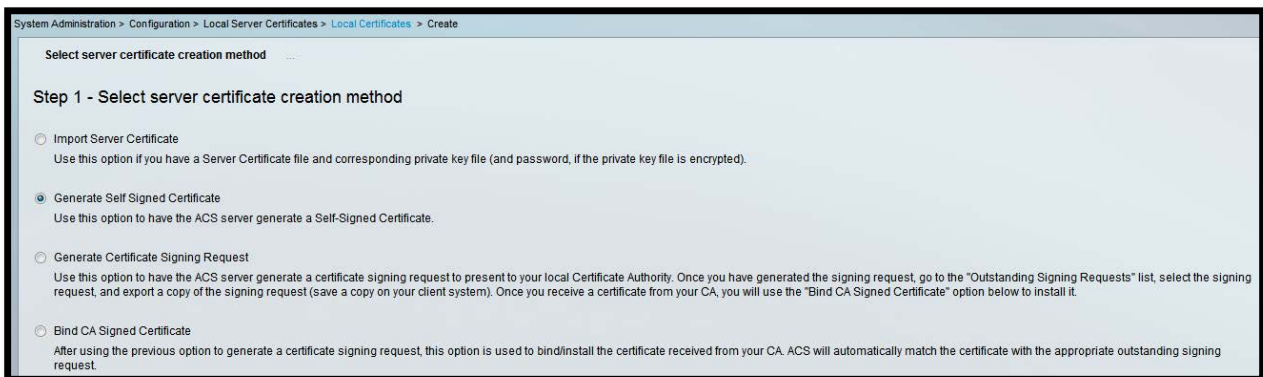 System Administration > Configuration > Local Server Certificates > Local Certificates > Create
Select server certificate creation method ...
Step 1 - Select server certificate creation method
Import Server Certificate
Use this option if you have a Server Certificate file and corresponding private key file (and password, if the private key file is encrypted).
Generate Self Signed Certificate
Use this option to have the ACS server generate a Self-Signed Certificate.
Generate Certificate Signing Request
Use this option to have the ACS server generate a certificate signing request to present to your local Certificate Authority. Once you have generated the signing request, go to the "Outstanding Signing Requests" list, select the signing
request, and export a copy of the signing request (save a copy on your client system). Once you receive a certificate from your CA, you will use the "Bind CA Signed Certificate" option below to install it.
Bind CA Signed Certificate
After using the previous option to generate a certificate signing request, this option is used to bind/install the certificate received from your CA. ACS will automatically match the certificate with the appropriate outstanding signing
request.